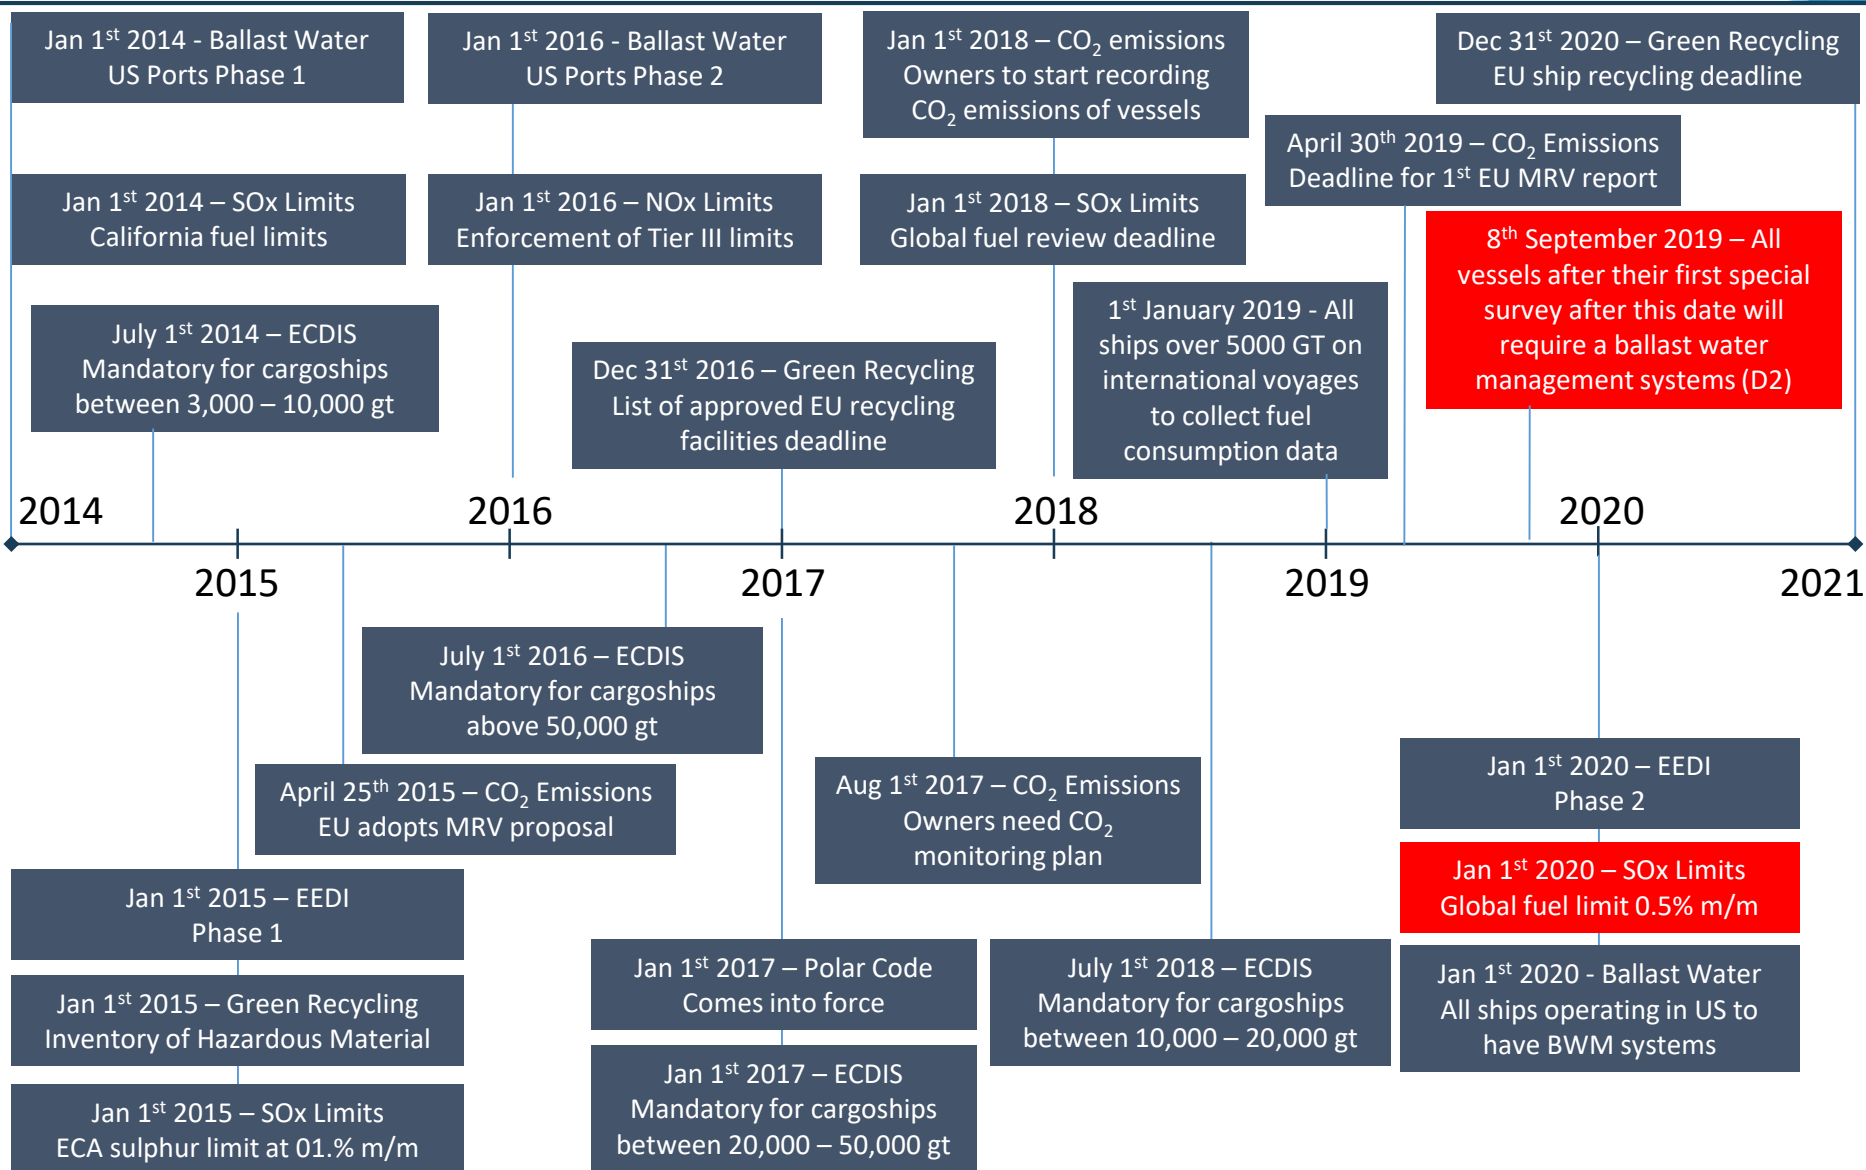 Jan 1st 2014 - Ballast Water
US Ports Phase 1
Jan 1st 2016 - Ballast Water
US Ports Phase 2
Jan 1st 2018 – CO2 emissions
Owners to start recording
CO2 emissions of vessels
Dec 31st 2020 – Green Recycling
EU ship recycling deadline
April 30th 2019 – CO2 Emissions
Deadline for 1st EU MRV report
Jan 1st 2014 – SOx Limits
California fuel limits
Jan 1st 2016 – NOx Limits
Enforcement of Tier III limits
Jan 1st 2018 – SOx Limits
Global fuel review deadline
8th September 2019 – All
vessels after their first special
survey after this date will
require a ballast water
management systems (D2)
July 1st 2014 – ECDIS
Mandatory for cargoships
between 3,000 – 10,000 gt
Dec 31st 2016 – Green Recycling
List of approved EU recycling
facilities deadline
1st January 2019 - All
ships over 5000 GT on
international voyages
to collect fuel
consumption data
2014
2016
2018
2020
2015
2017
2019
2021
July 1st 2016 – ECDIS
Mandatory for cargoships
above 50,000 gt
April 25th 2015 – CO2 Emissions
EU adopts MRV proposal
Aug 1st 2017 – CO2 Emissions
Owners need CO2
monitoring plan
Jan 1st 2020 – EEDI
Phase 2
Jan 1st 2015 – EEDI
Phase 1
Jan 1st 2020 – SOx Limits
Global fuel limit 0.5% m/m
Jan 1st 2017 – Polar Code
Comes into force
July 1st 2018 – ECDIS
Mandatory for cargoships
between 10,000 – 20,000 gt
Jan 1st 2020 - Ballast Water
All ships operating in US to
have BWM systems
Jan 1st 2015 – Green Recycling
Inventory of Hazardous Material
Jan 1st 2017 – ECDIS
Mandatory for cargoships
between 20,000 – 50,000 gt
Jan 1st 2015 – SOx Limits
ECA sulphur limit at 01.% m/m